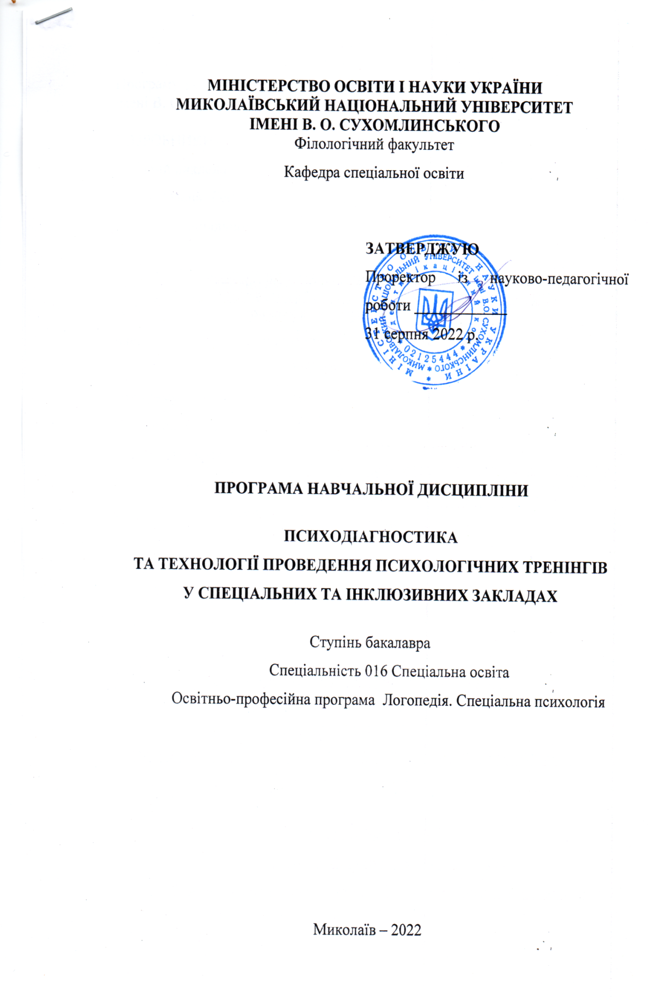 МІНІСТЕРСТВО ОСВІТИ І НАУКИ УКРАЇНИ
МИКОЛАЇВСЬКИЙ НАЦІОНАЛЬНИЙ УНІВЕРСИТЕТ
ІМЕНІ В. О. СУХОМЛИНСЬКОГО
Філологічний факультет
Кафедра спеціальної освіти
ЗАТВЕРДЖУЮ
Проректор із науково-педагогічної
роботи
31 серпня 2022 р.
МІНІСТЕРСТВО ОСВІТИ І НАУКИ УКРАЇНИ
МИКОЛАЇВСЬКИЙ НАЦІОНАЛЬНИЙ УНІВЕРСИТЕТ імені В.О. СУХОМЛИНСЬКОГО
ідентифікаційний код
02125444
ПРОГРАМА НАВЧАЛЬНОЇ ДИСЦИПЛІНИ
ПСИХОДІАГНОСТИКА
ТА ТЕХНОЛОГІЇ ПРОВЕДЕННЯ ПСИХОЛОГІЧНИХ ТРЕНІНГІВ
У СПЕЦІАЛЬНИХ ТА ІНКЛЮЗИВНИХ ЗАКЛАДАХ
Ступінь бакалавра
Спеціальність 016 Спеціальна освіта
Освітньо-професійна програма Логопедія. Спеціальна психологія
Миколаїв – 2022